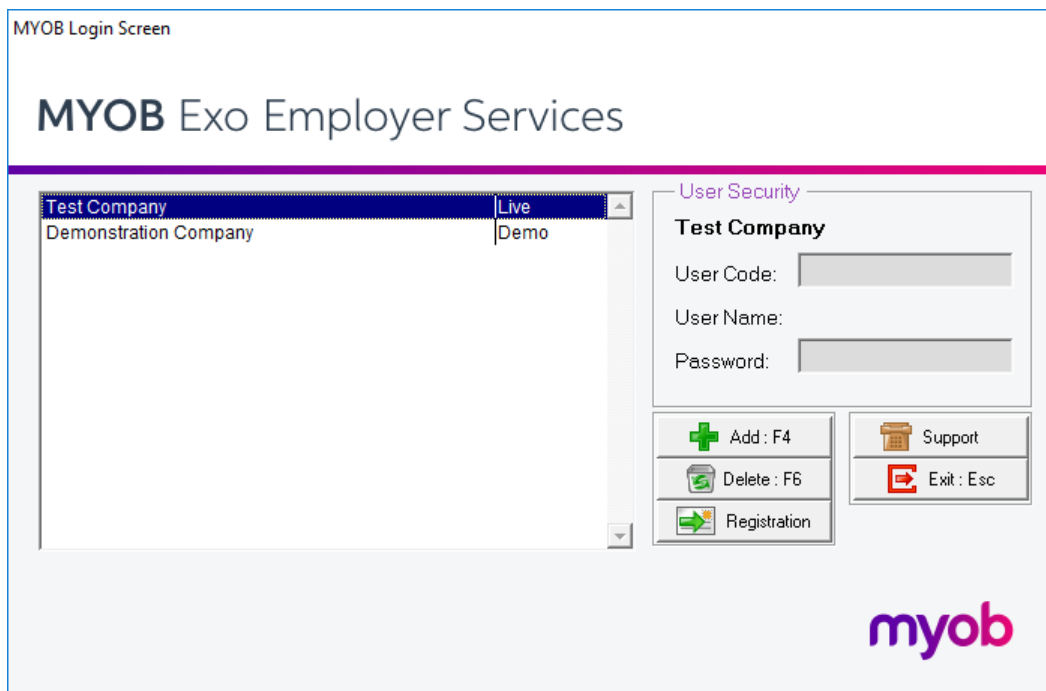 MYOB Login Screen
MYOB Exo Employer Services
Test Company Live
Demonstration Company Demo
User Security
Test Company
User Code:
User Name:
Password:
Add : F4
Support
Delete : F6
Exit : Esc
Registration
myob